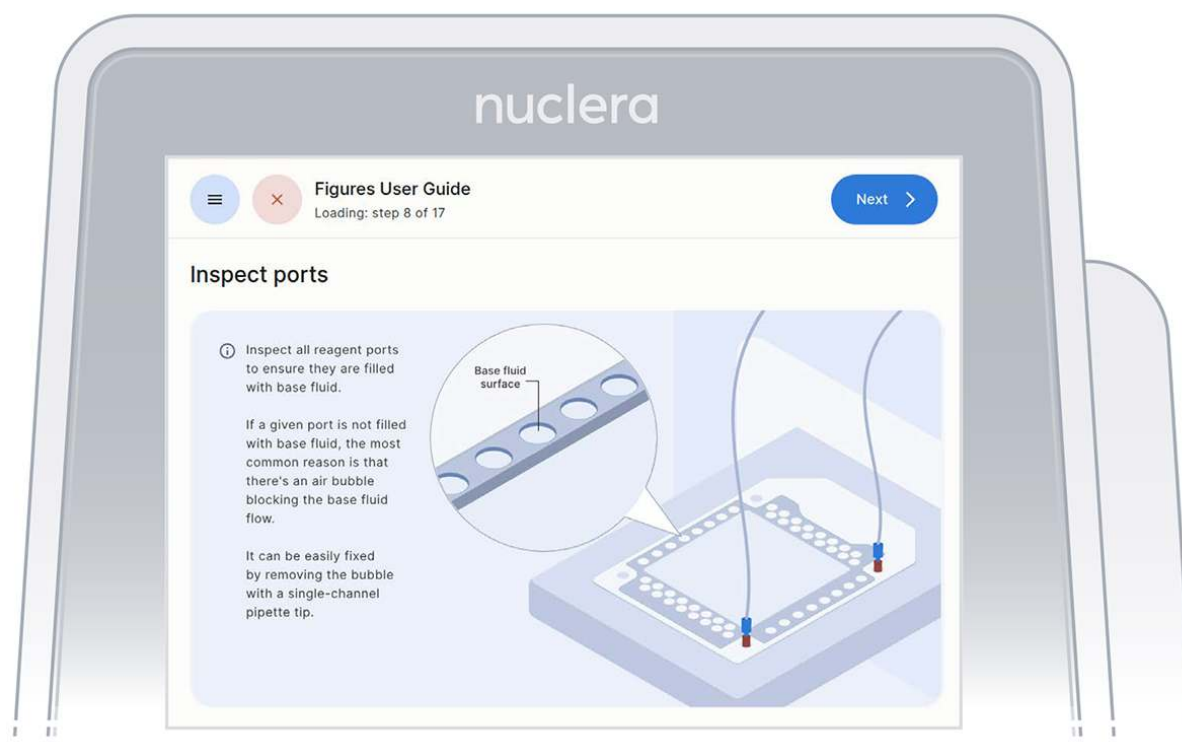 nuclera
Figures User Guide
Loading: step 8 of 17
Next
Inspect ports
Inspect all reagent ports
to ensure they are filled
with base fluid.
If a given port is not filled
with base fluid, the most
common reason is that
there's an air bubble
blocking the base fluid
flow.
It can be easily fixed
by removing the bubble
with a single-channel
pipette tip.
Base fluid
surface